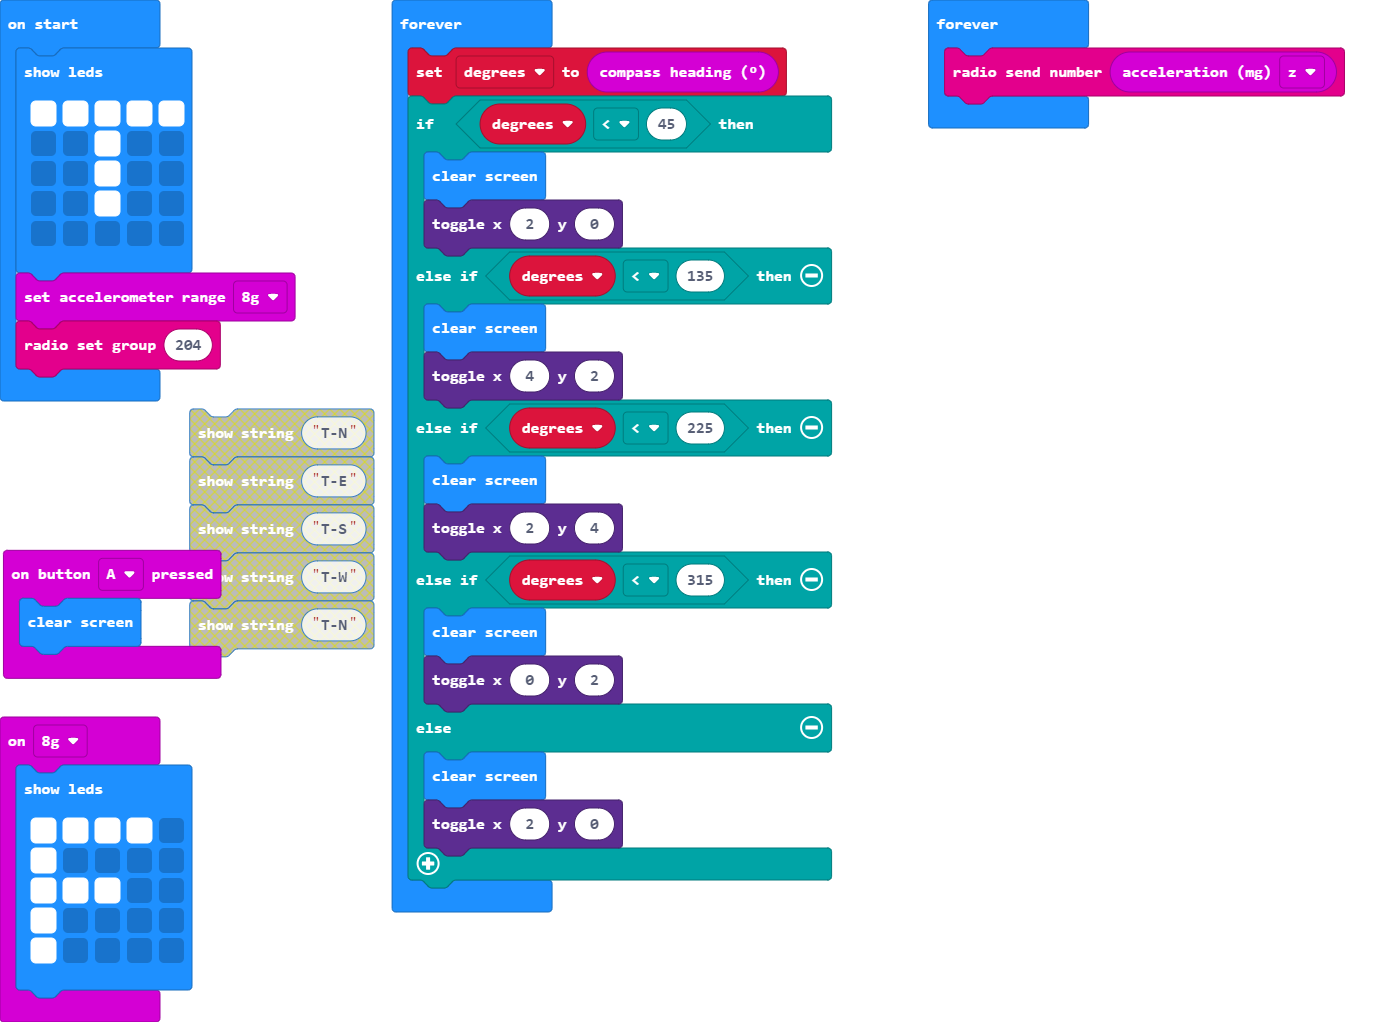 on start
show leds
set accelerometer range 8g
radio set group 204
show string "T-N"
show string "T-E"
show string "T-S"
"T-W"
show string "T-N"
on button A pressed
clear screen
on 8g
show leds
forever
set degrees to compass heading (º)
if degrees < 45 then
clear screen
toggle x 2 y 0
else if degrees < 135 then
clear screen
toggle x 4 y 2
else if degrees < 225 then
clear screen
toggle x 2 y 4
else if degrees < 315 then
clear screen
toggle x 0 y 2
else
clear screen
toggle x 2 y 0
forever
radio send number acceleration (mg) z